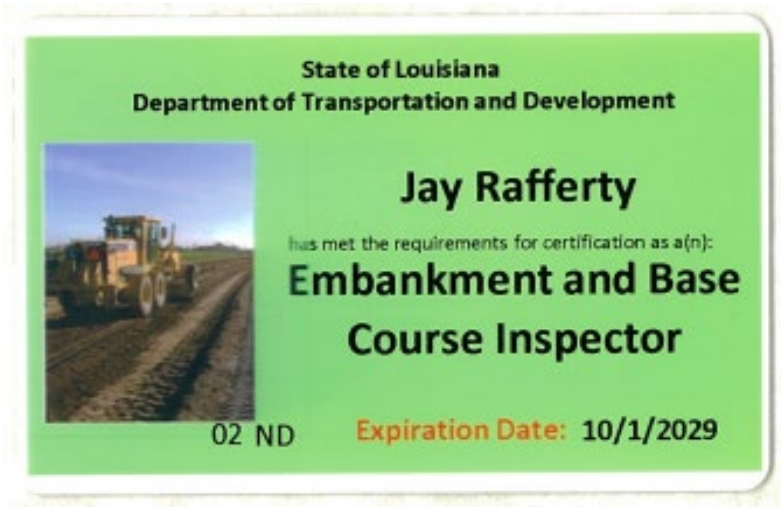 State of Louisiana
Department of Transportation and Development
Jay Rafferty
has met the requirements for certification as a(n):
Embankment and Base
Course Inspector
02 ND
Expiration Date: 10/1/2029